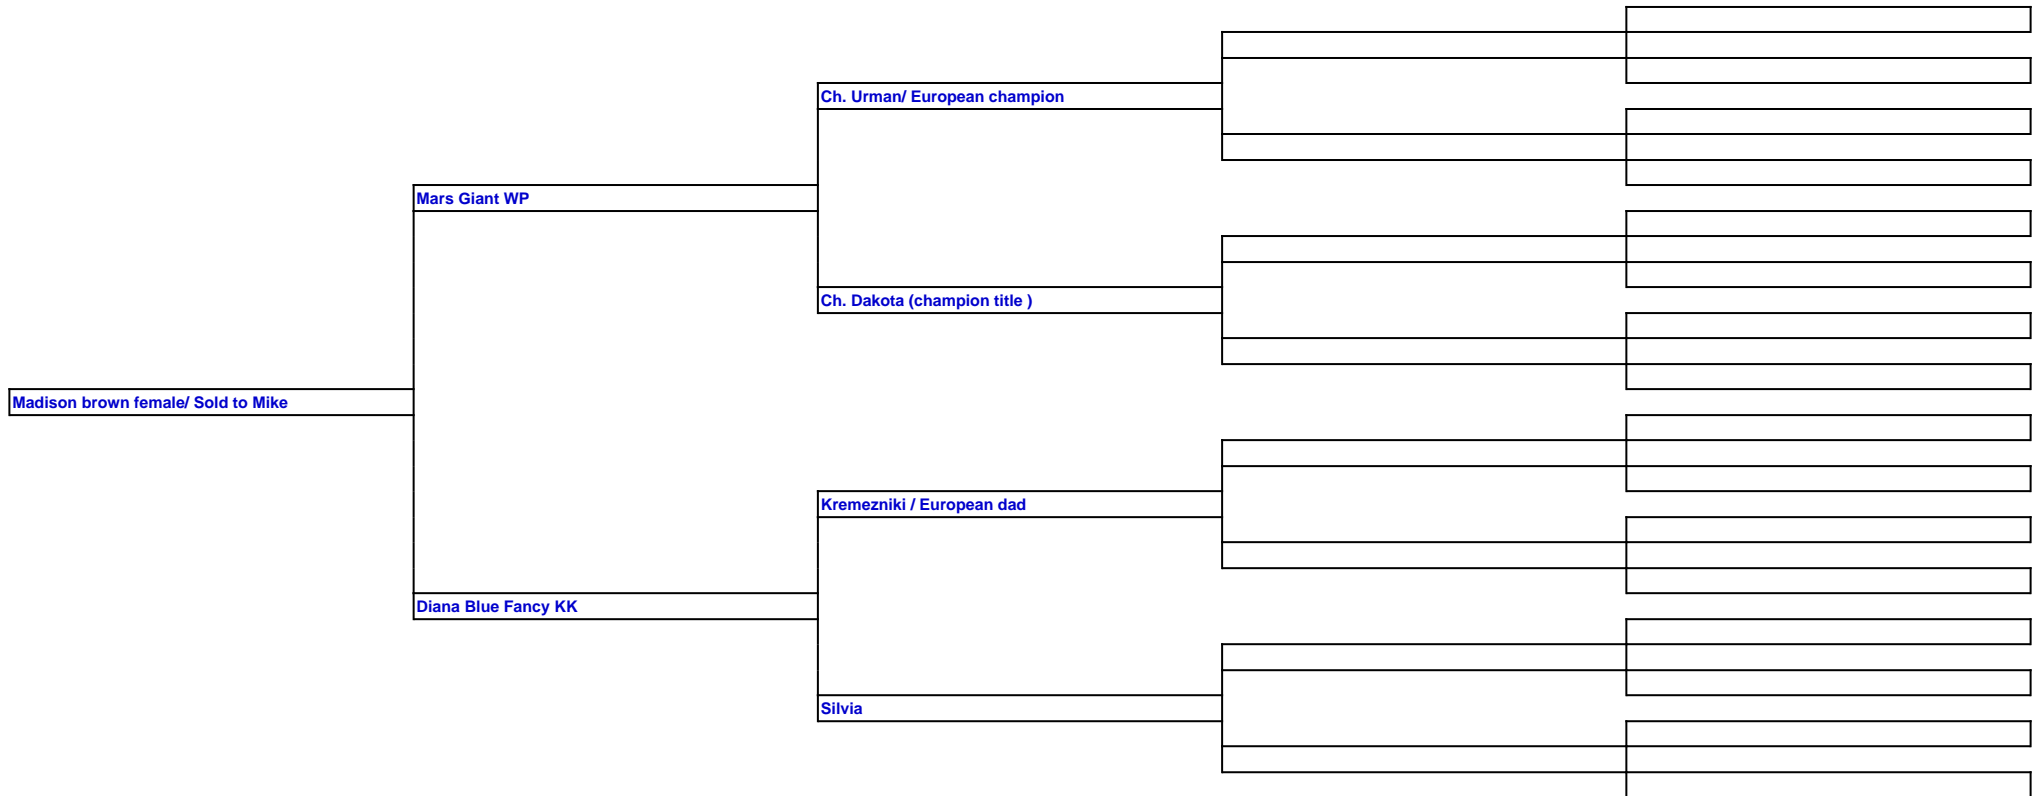 Ch. Urman/ European champion
Mars Giant WP
Ch. Dakota (champion title )
Madison brown female/ Sold to Mike
Kremezniki / European dad
Diana Blue Fancy KK
Silvia